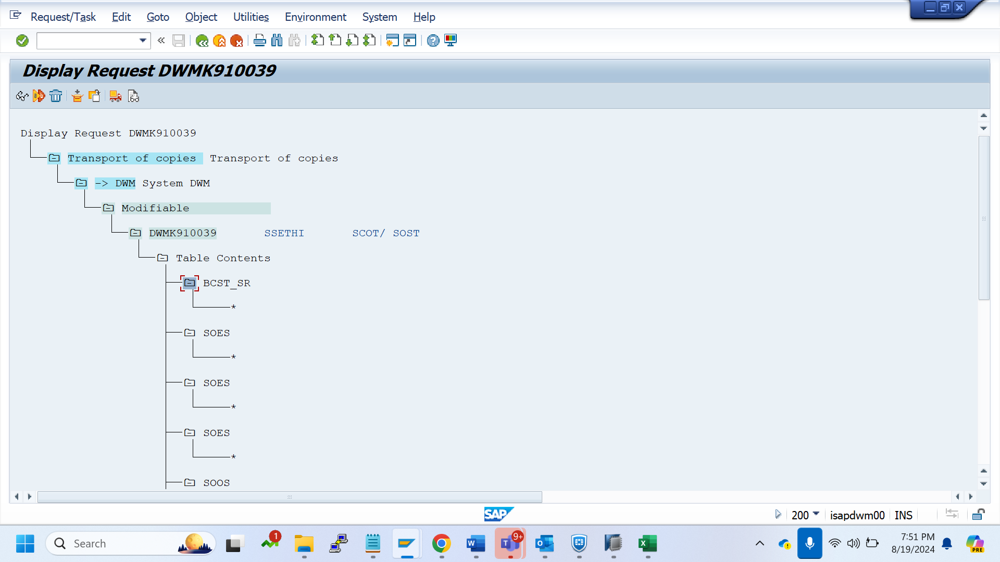 Request/Task Edit Goto Object Utilities Environment System Help
Display Request DWMK910039
Display Request DWMK910039
Transport of copies Transport of copies
-> DWM System DWM
Modifiable
DWMK910039 SSETHI SCOT/ SOST
Table Contents
BCST_SR
*
SOES
*
SOES
*
SOES
*
SOOS
SAP
200 isapdwm00 INS
Search
1
9+
7:51 PM
8/19/2024
PRE